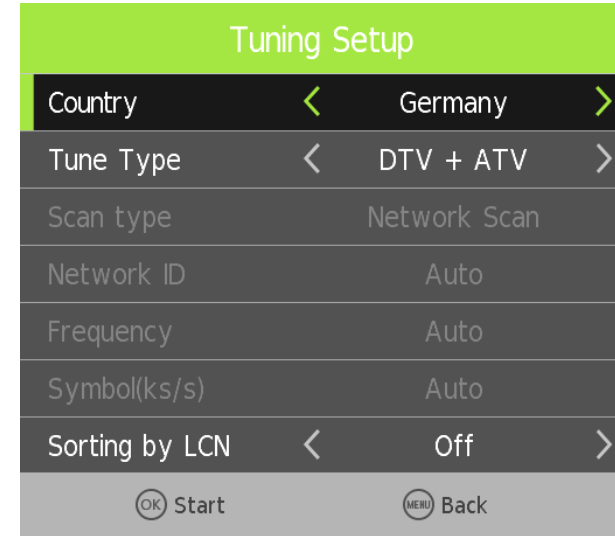 Tuning Setup
Country Germany
Tune Type DTV + ATV
Scan type Network Scan
Network ID Auto
Frequency Auto
Symbol(ks/s) Auto
Sorting by LCN Off
OK Start MENU Back